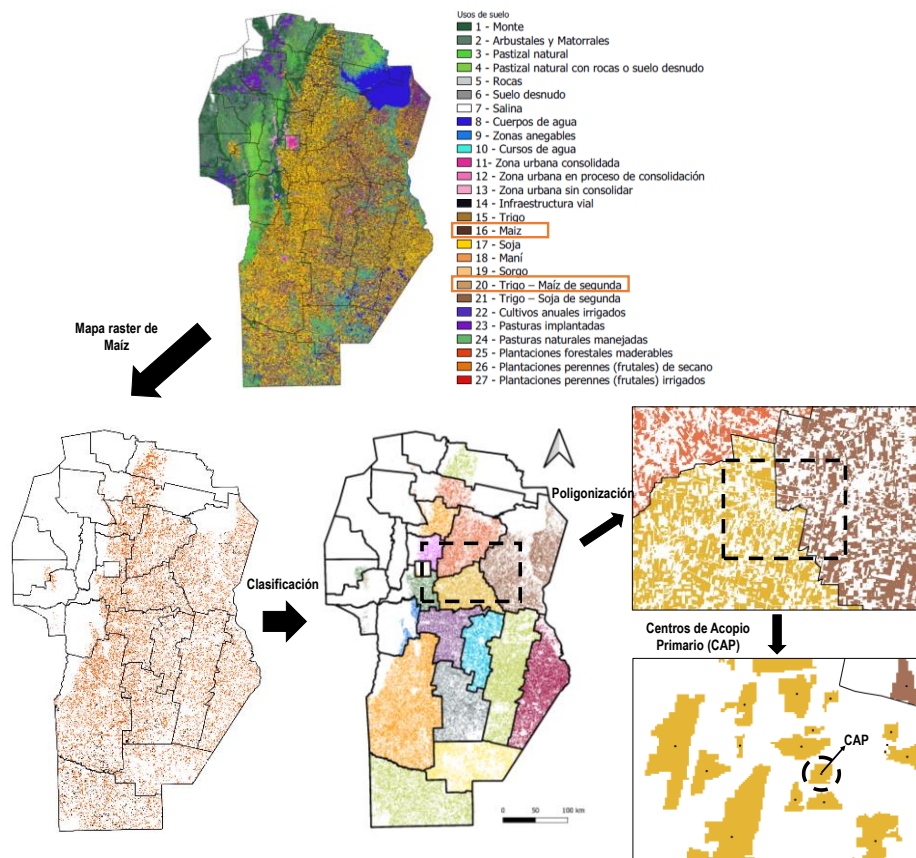 Usos de suelo
1 - Monte
2 - Arbustales y Matorrales
3 - Pastizal natural
4 - Pastizal natural con rocas o suelo desnudo
5 - Rocas
6 - Suelo desnudo
7 - Salina
8 - Cuerpos de agua
9 - Zonas anegables
10 - Cursos de agua
11- Zona urbana consolidada
12 - Zona urbana en proceso de consolidación
13 - Zona urbana sin consolidar
14 - Infraestructura vial
15 - Trigo
16 - Maiz
17 - Soja
18 - Maní
19 - Sorgo
20 - Trigo – Maíz de segunda
21 - Trigo – Soja de segunda
22 - Cultivos anuales irrigados
23 - Pasturas implantadas
24 - Pasturas naturales manejadas
25 - Plantaciones forestales maderables
26 - Plantaciones perennes (frutales) de secano
27 - Plantaciones perennes (frutales) irrigados
Mapa raster de
Maíz
Clasificación
Poligonización
Centros de Acopio
Primario (CAP)
CAP
0 50 100 km